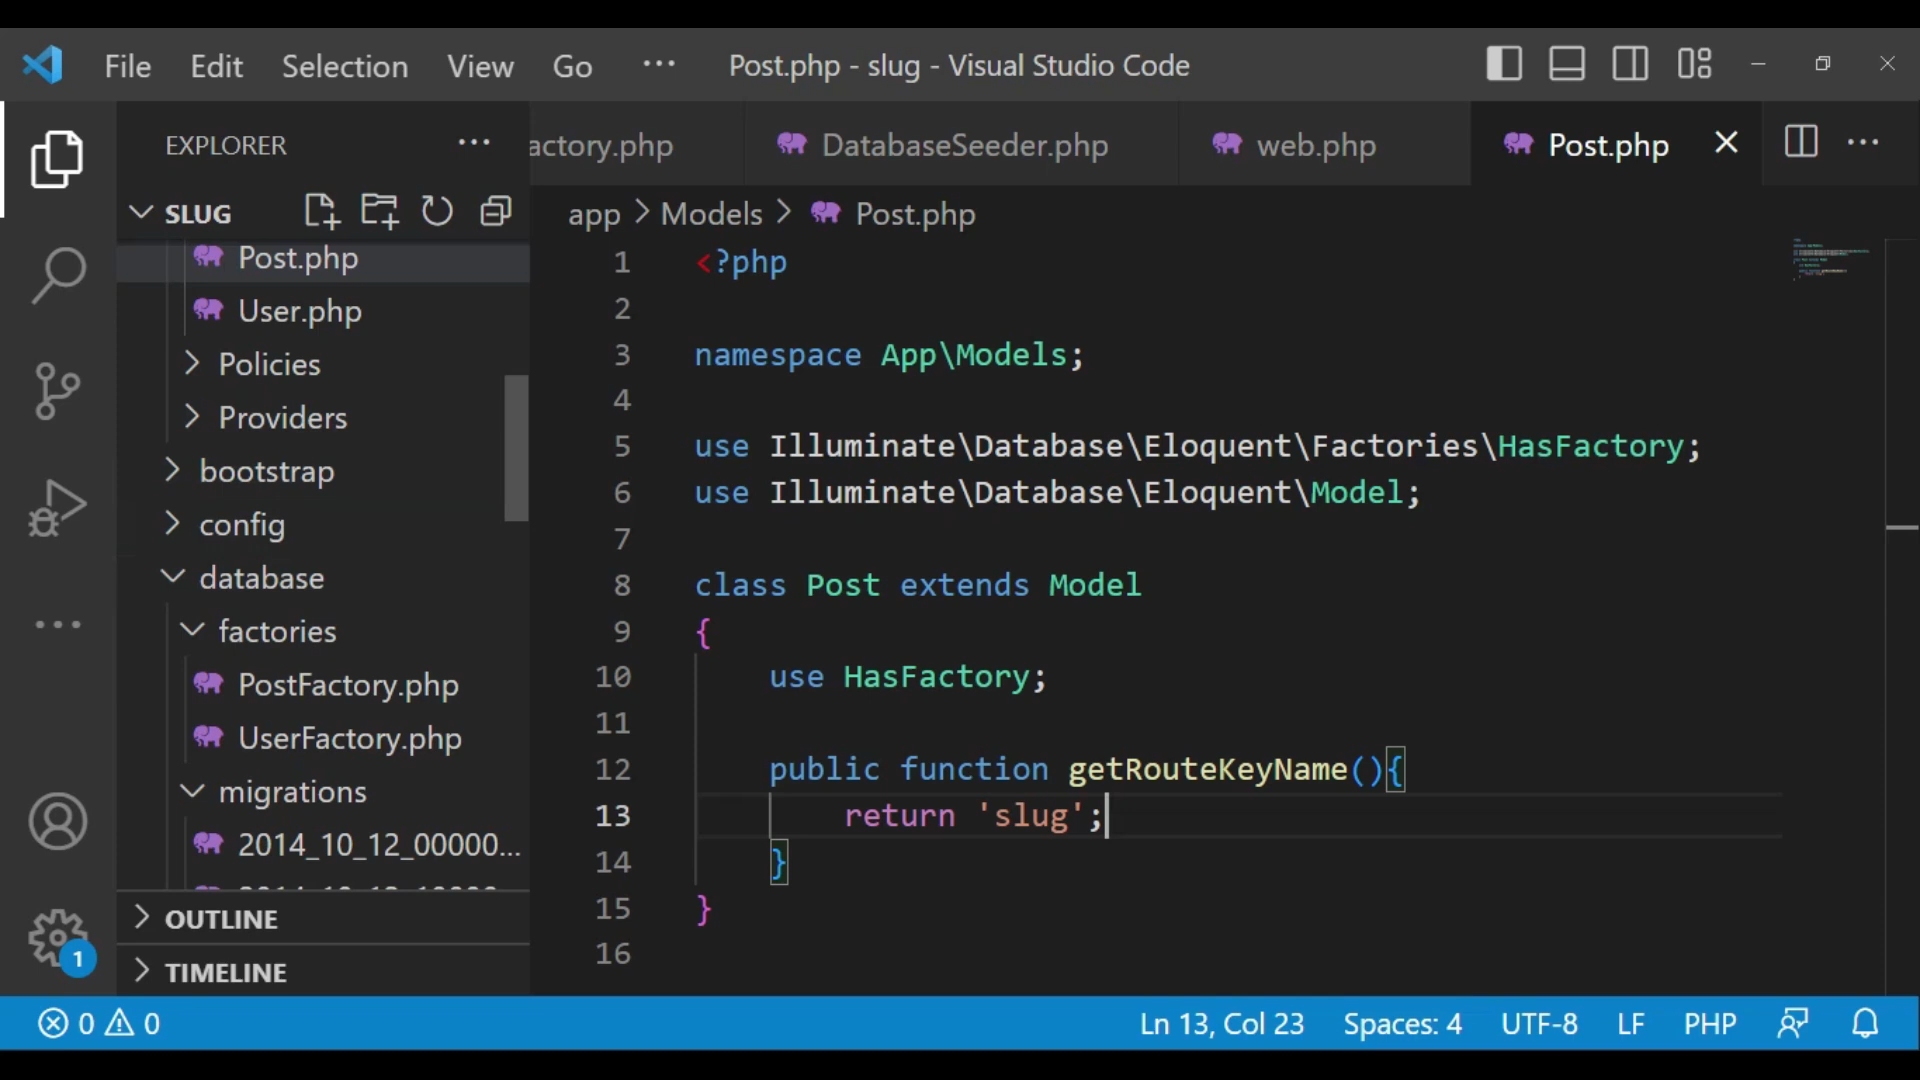 File Edit Selection View Go ··· Post.php - slug - Visual Studio Code
EXPLORER ···
SLUG
Post.php
User.php
Policies
Providers
bootstrap
config
database
factories
PostFactory.php
UserFactory.php
migrations
2014_10_12_00000...
OUTLINE
TIMELINE
actory.php DatabaseSeeder.php web.php Post.php
app > Models > Post.php
1 <?php
2
3 namespace App\Models;
4
5 use Illuminate\Database\Eloquent\Factories\HasFactory;
6 use Illuminate\Database\Eloquent\Model;
7
8 class Post extends Model
9 {
10 use HasFactory;
11
12 public function getRouteKeyName(){
13 return 'slug';
14 }
15 }
16
1
0 0 Ln 13, Col 23 Spaces: 4 UTF-8 LF PHP